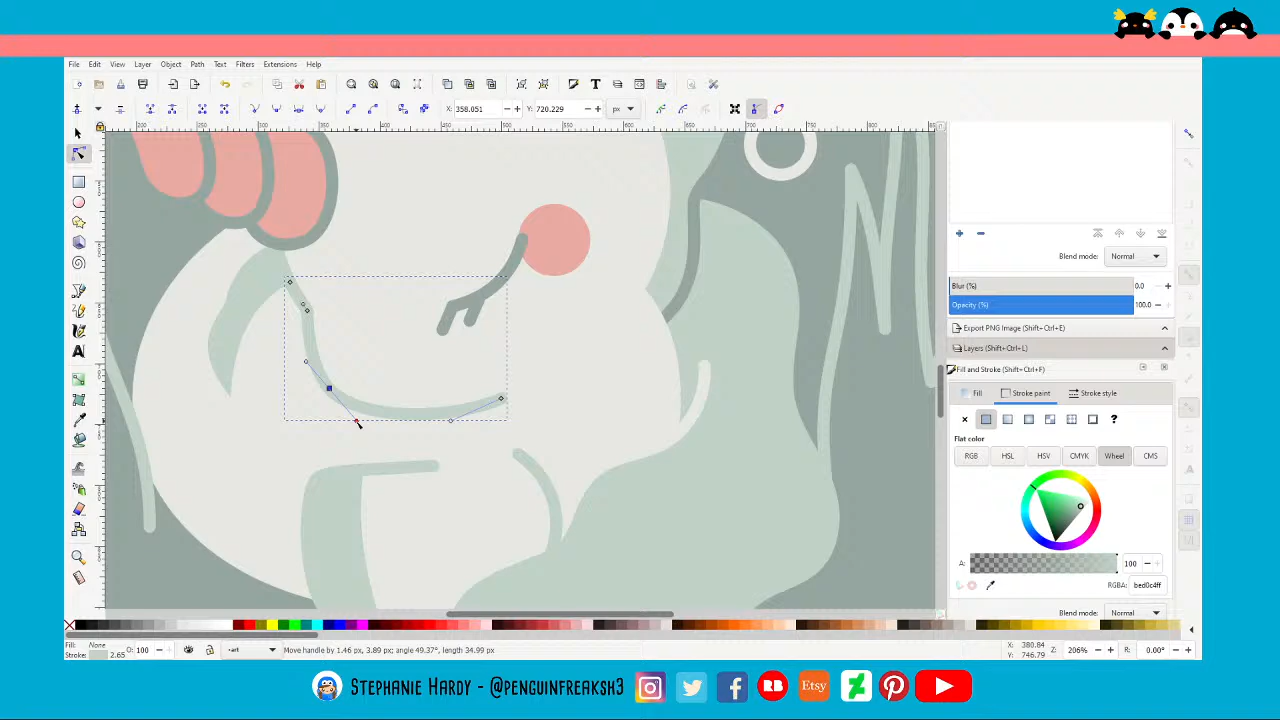 File Edit View Layer Object Path Text Filters Extensions Help
X: 358.051 Y: 720.229 px
Blend mode: Normal
Blur (%) 0.0
Opacity (%) 100.0
Export PNG Image (Shift+Ctrl+E)
Layers (Shift+Ctrl+L)
Fill and Stroke (Shift+Ctrl+F)
Fill Stroke paint Stroke style
Flat color
RGB HSL HSV CMYK Wheel CMS
A: 100
RGBA: bed0c4ff
Blend mode: Normal
Fill: None
Stroke: 2.65 O: 100 art Move handle by 1.46 px, 3.89 px; angle 49.37°, length 34.99 px
X: 380.84
Y: 746.79
Z: 206% R: 0.00°
Stephanie Hardy - @penguinfreaksh3
RB Etsy